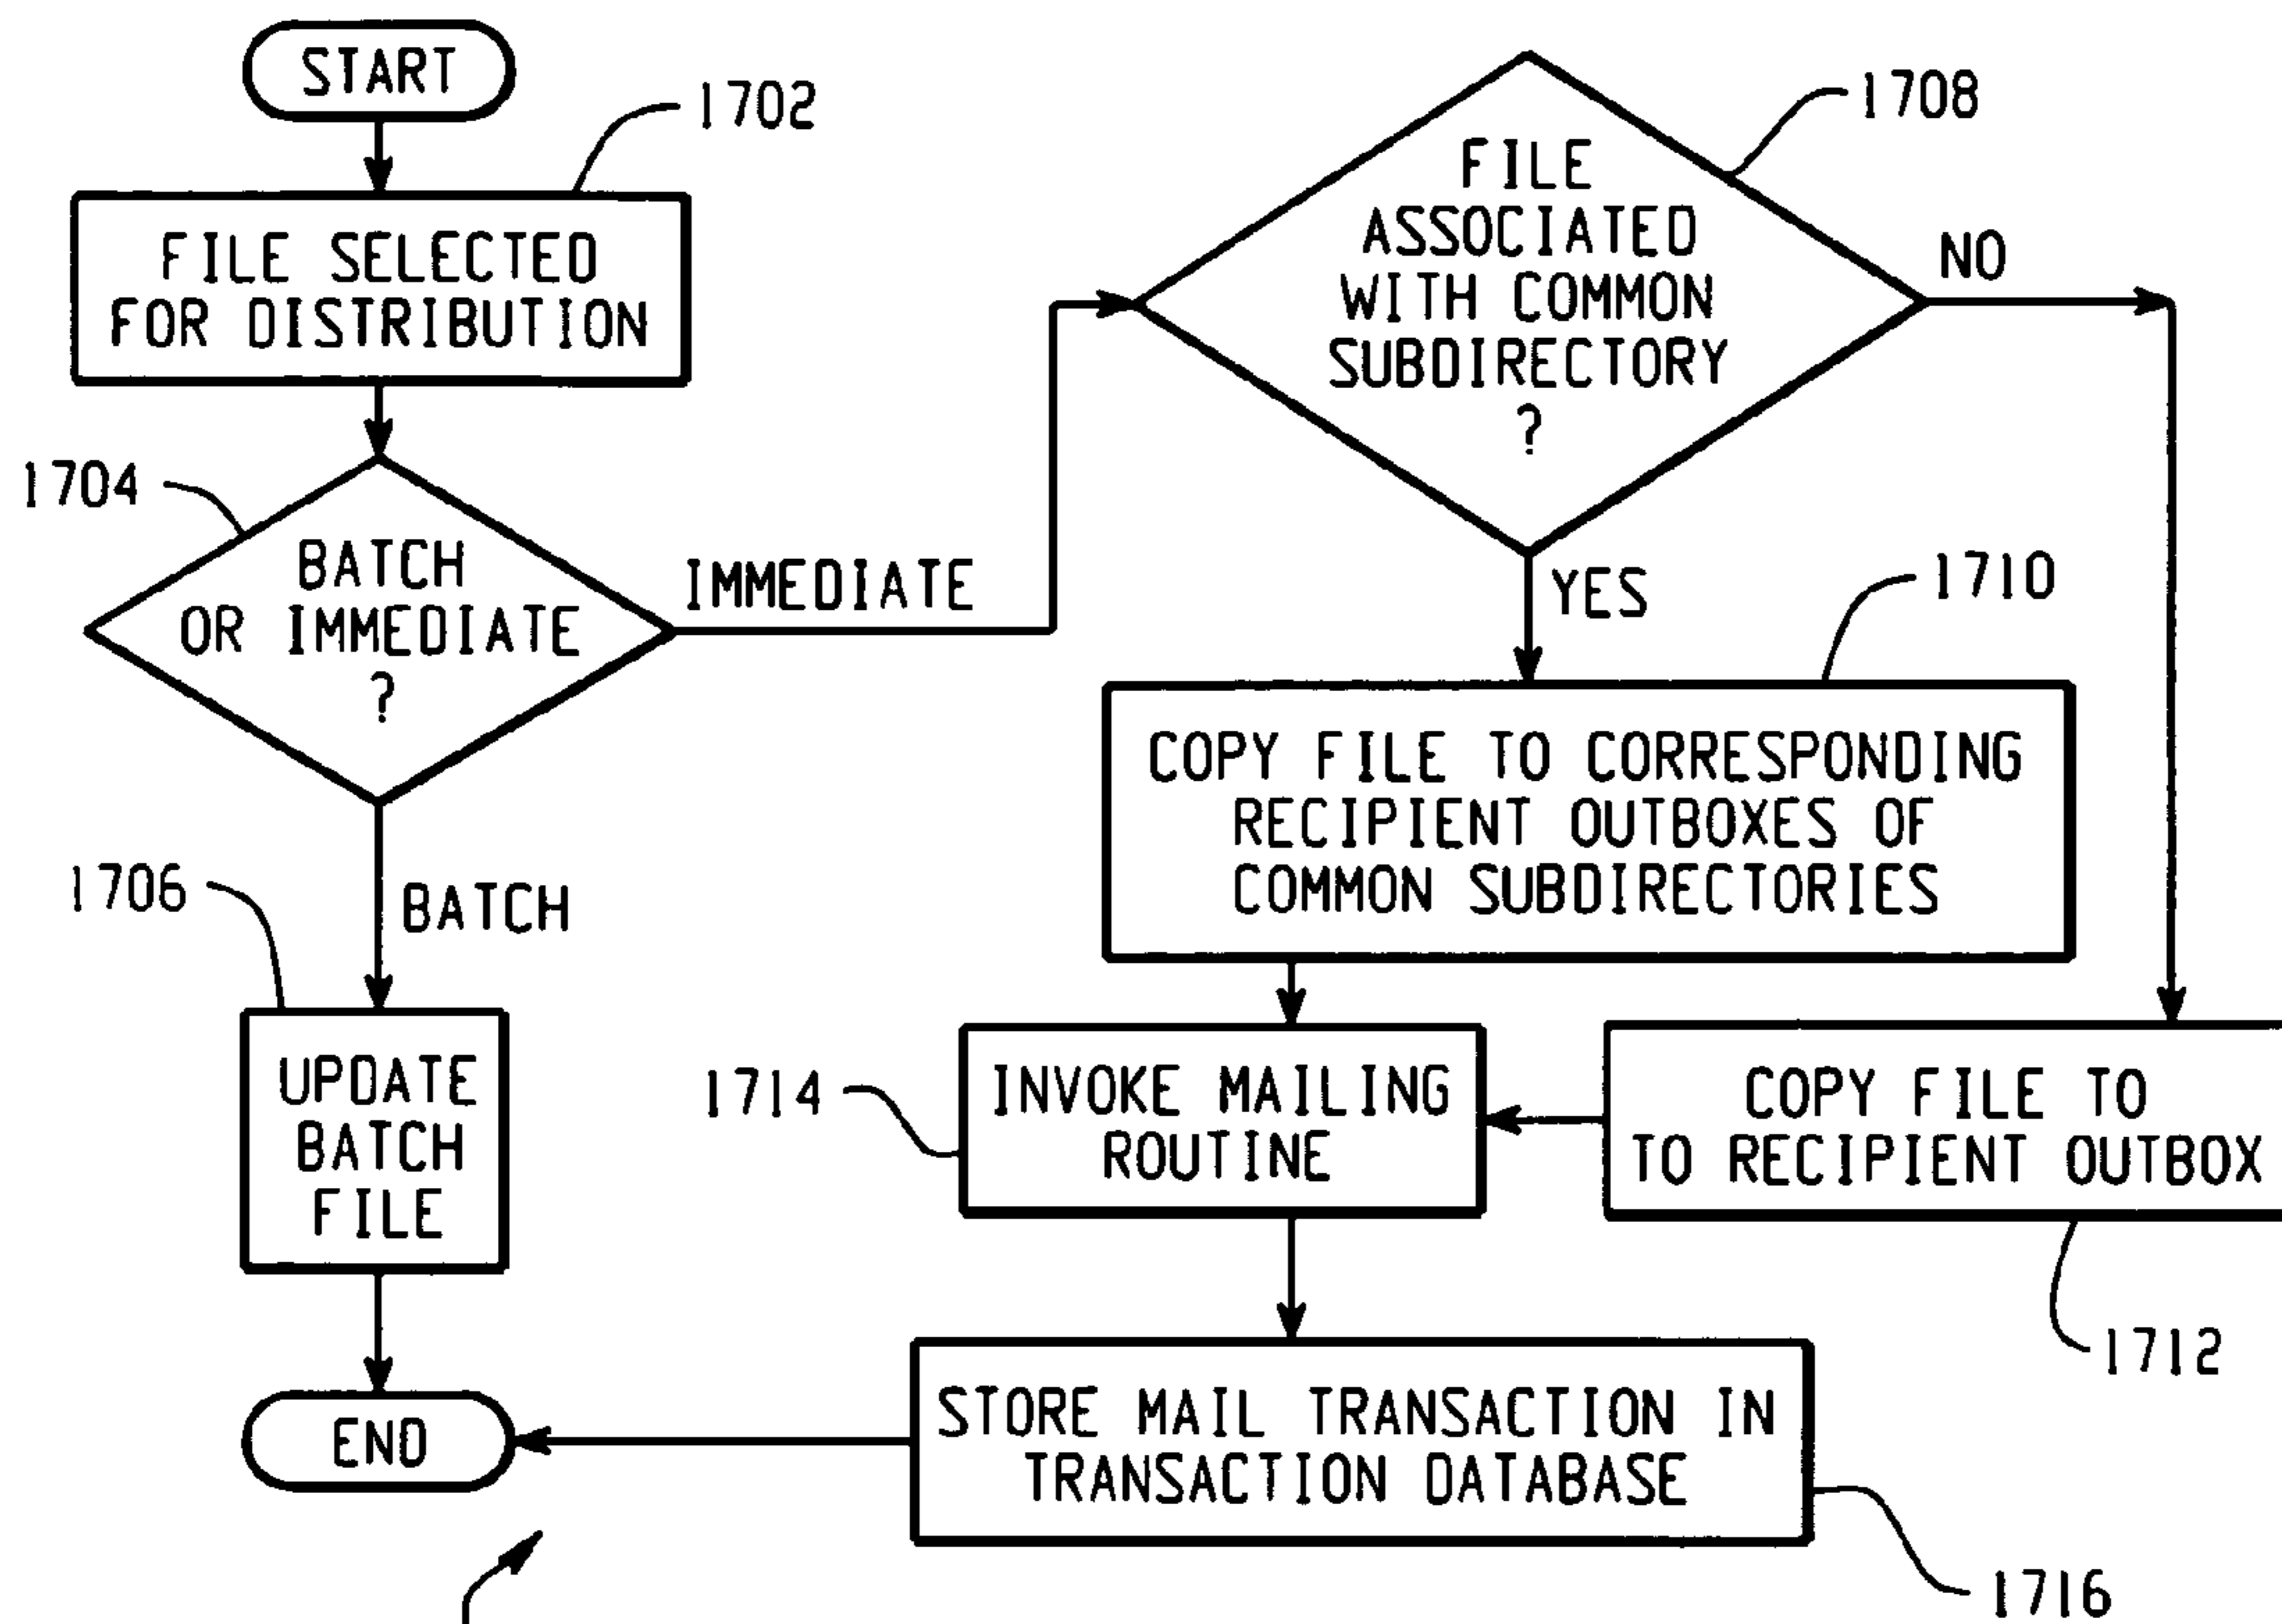 START
1702
FILE SELECTED
FOR DISTRIBUTION
1704
BATCH
OR IMMEDIATE
?
IMMEDIATE
BATCH
1706
UPDATE
BATCH
FILE
END
1708
FILE
ASSOCIATED
WITH COMMON
SUBDIRECTORY
?
NO
YES
1710
COPY FILE TO CORRESPONDING
RECIPIENT OUTBOXES OF
COMMON SUBDIRECTORIES
1714
INVOKE MAILING
ROUTINE
COPY FILE TO
TO RECIPIENT OUTBOX
1712
STORE MAIL TRANSACTION IN
TRANSACTION DATABASE
1716